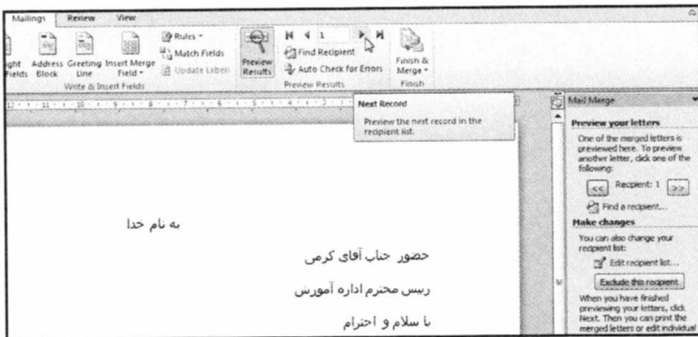 Mailings Review View
Rules
Match Fields
Update Labels
Address Block
Greeting Line
Insert Merge Field
Write & Insert Fields
Preview Results
1
Find Recipient
Auto Check for Errors
Preview Results
Finish & Merge
Finish
Next Record
Preview the next record in the recipient list.
به نام خدا
حضور جناب آقای کرمی
رییس محترم اداره آموزش
با سلام و احترام
Mail Merge
Preview your letters
One of the merged letters is
previewed here. To preview
another letter, click one of the
following:
<< Recipient: 1 >>
Find a recipient...
Make changes
You can also change your
recipient list:
Edit recipient list...
Exclude this recipient
When you have finished
previewing your letters, click
Next. Then you can print the
merged letters or edit individual